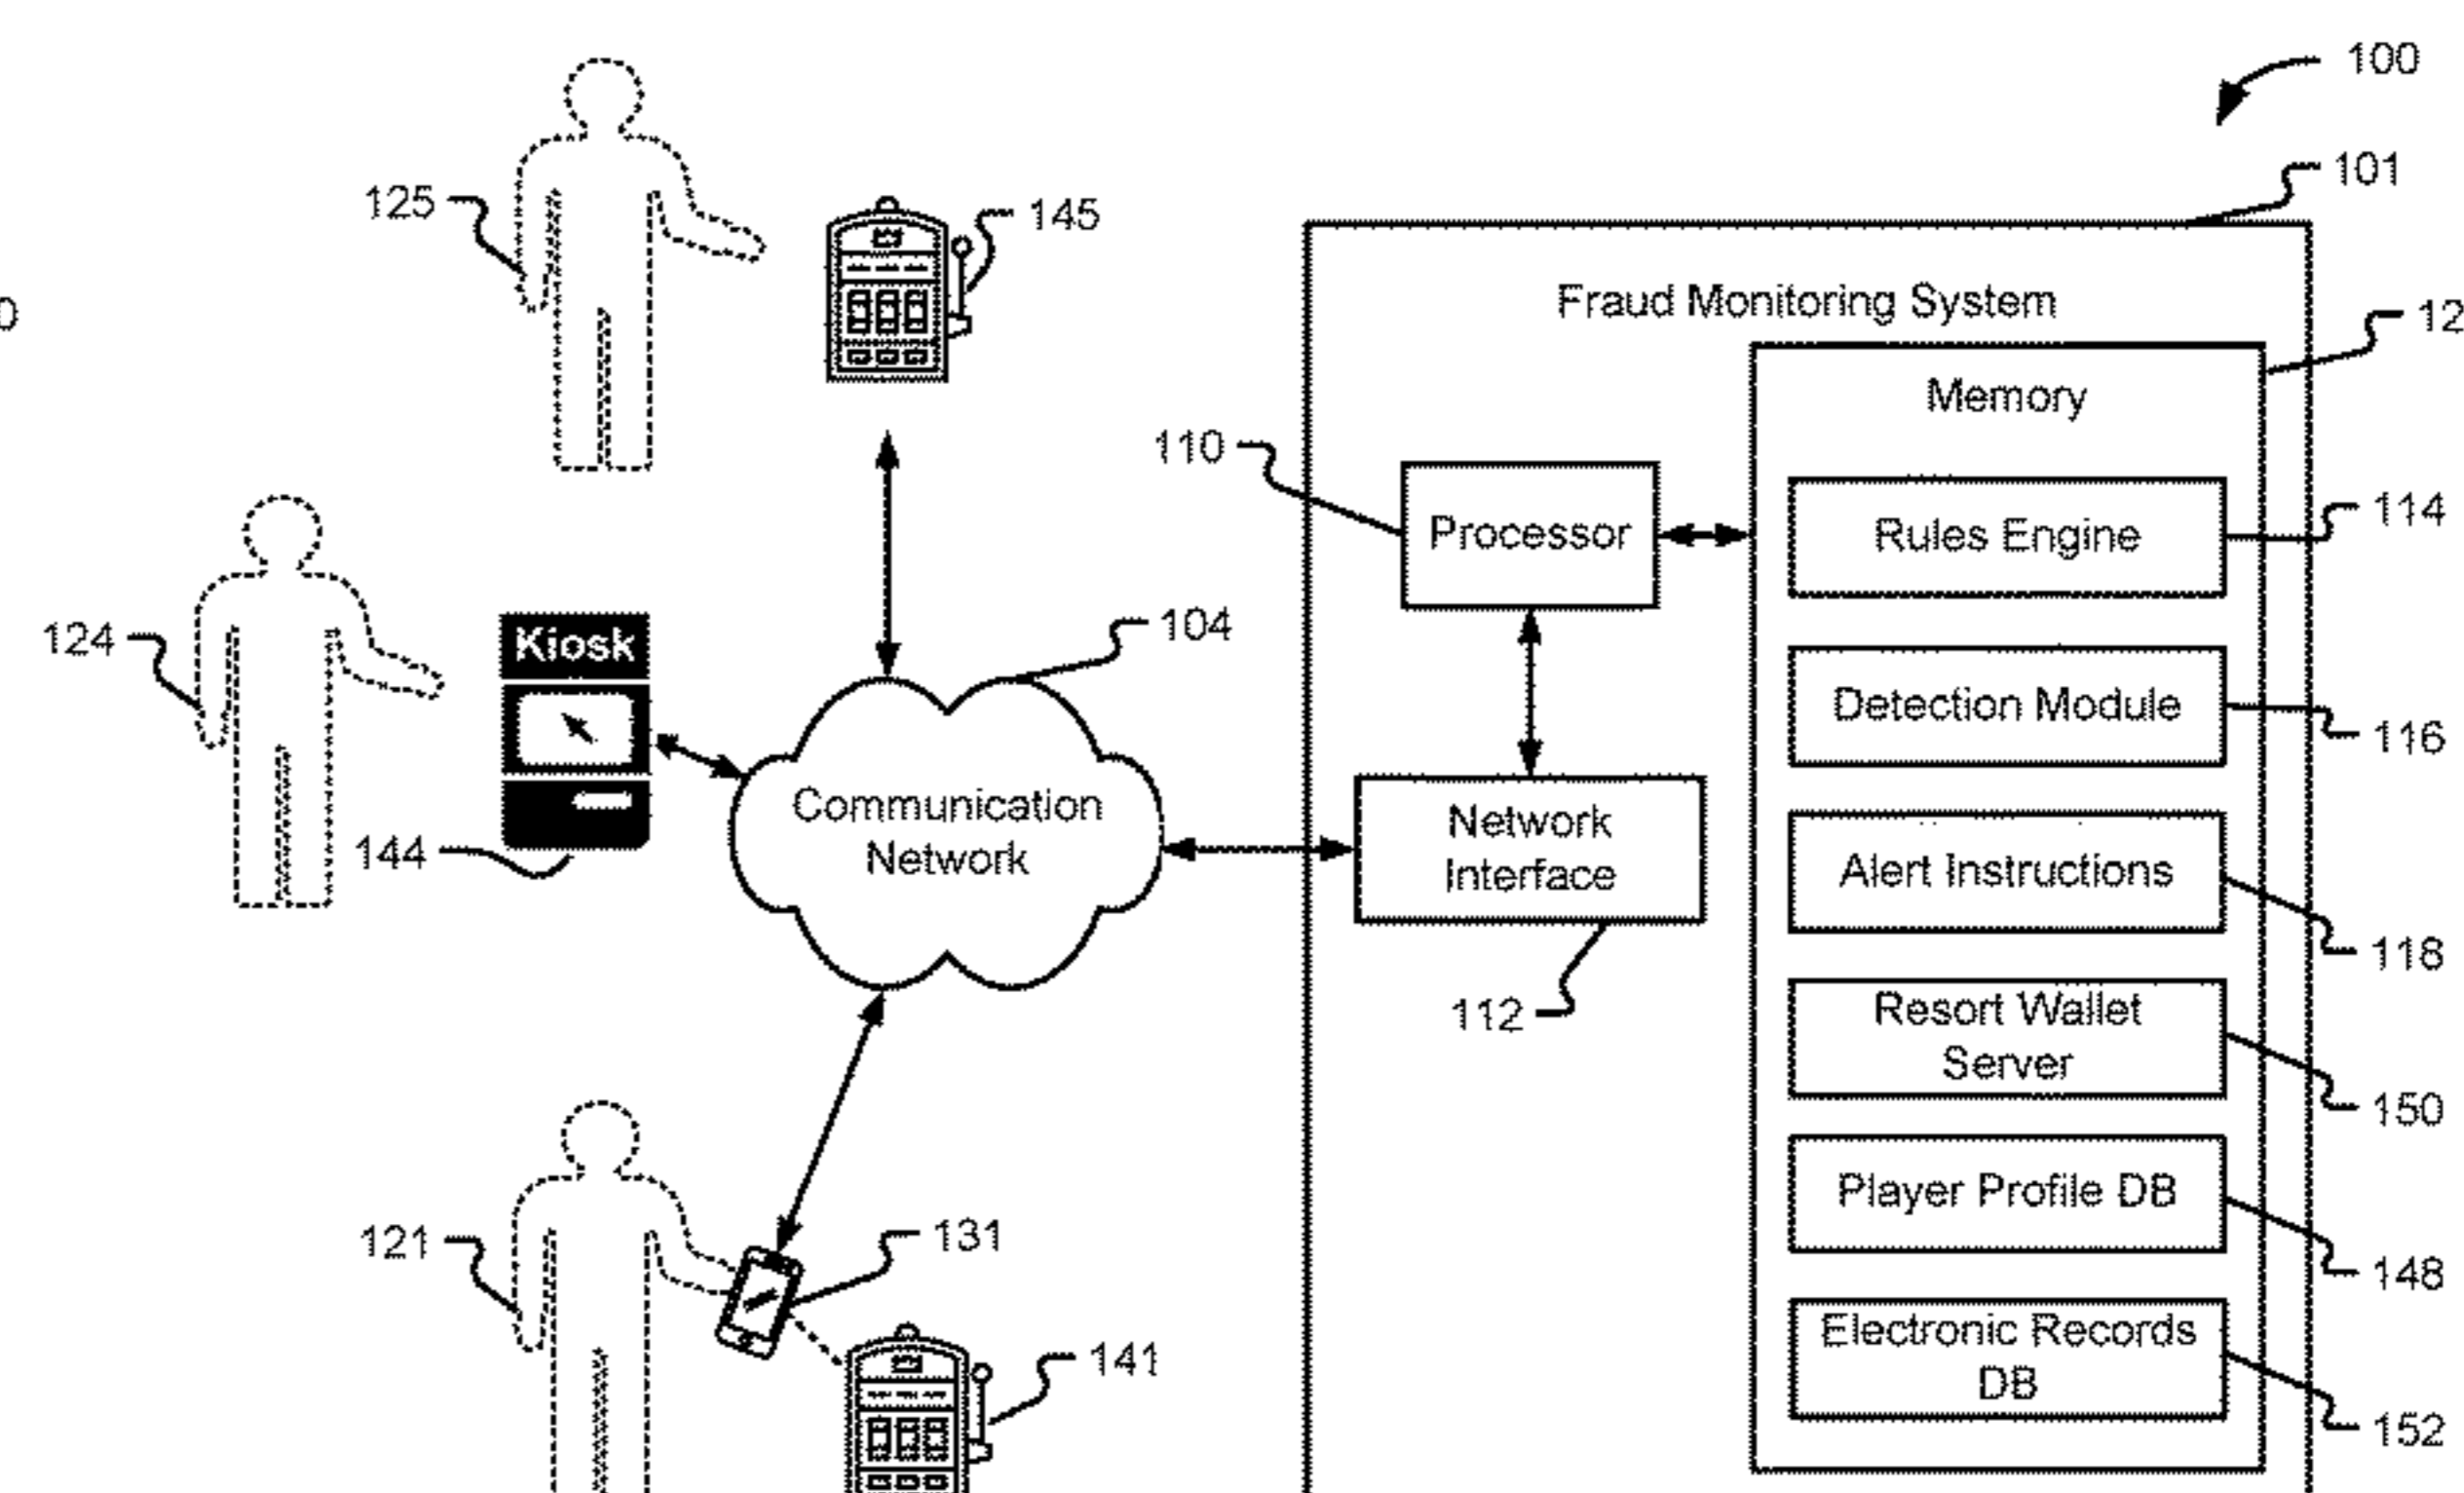 100
101
125
145
0
Fraud Monitoring System
12
Memory
110
114
Processor
Rules Engine
124
Kiosk
104
Detection Module
116
Communication
Network
Network
Interface
144
Alert Instructions
118
112
Resort Wallet
Server
150
Player Profile DB
121
131
148
141
Electronic Records
DB
152